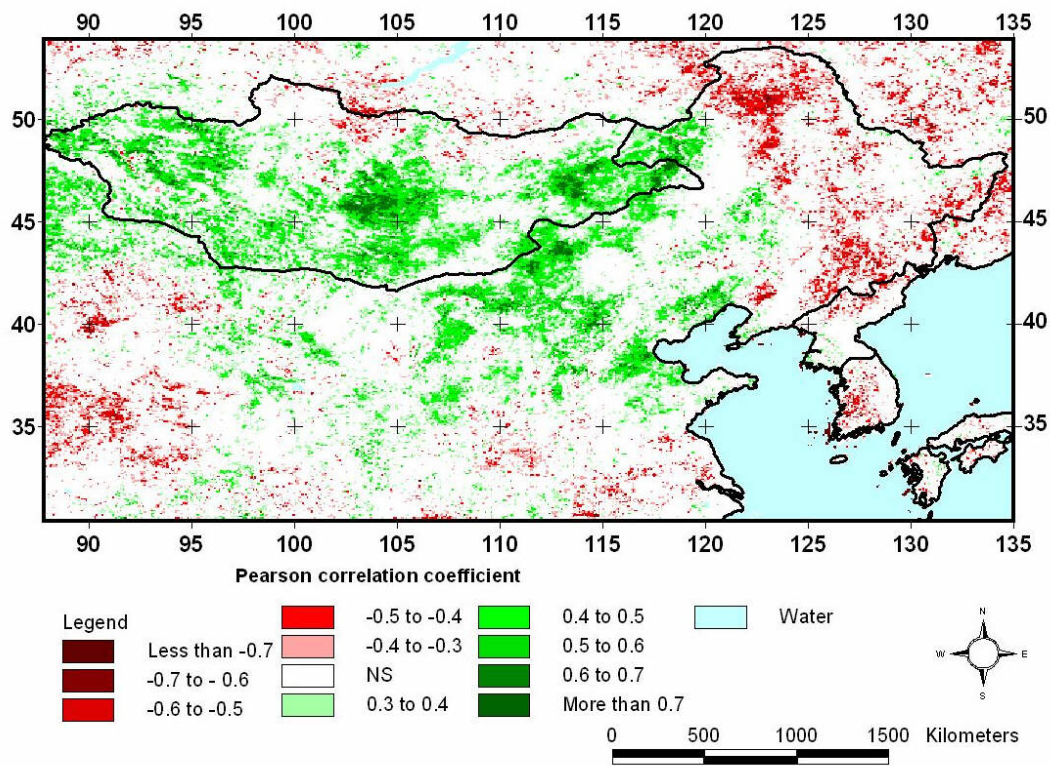 90 95 100 105 110 115 120 125 130 135
50 50
45 45
40 40
35 35
90 95 100 105 110 115 120 125 130 135
Pearson correlation coefficient
Legend
Less than -0.7
-0.7 to - 0.6
-0.6 to -0.5
-0.5 to -0.4
-0.4 to -0.3
NS
0.3 to 0.4
0.4 to 0.5
0.5 to 0.6
0.6 to 0.7
More than 0.7
Water
N
W E
S
0 500 1000 1500 Kilometers